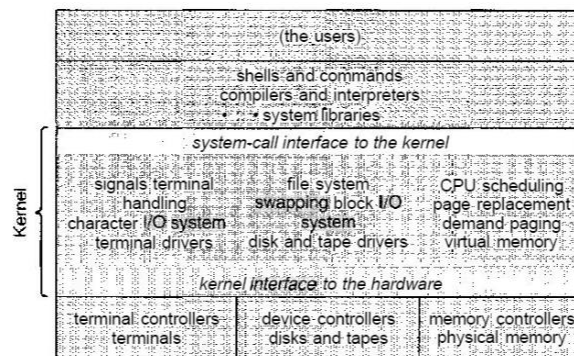 (the users)
shells and commands
compilers and interpreters
system libraries
system-call interface to the kernel
Kernel
signals terminal
handling
character I/O system
terminal drivers
file system
swapping block I/O
system
disk and tape drivers
CPU scheduling
page replacement
demand paging
virtual memory
kernel interface to the hardware
terminal controllers
terminals
device controllers
disks and tapes
memory controllers
physical memory